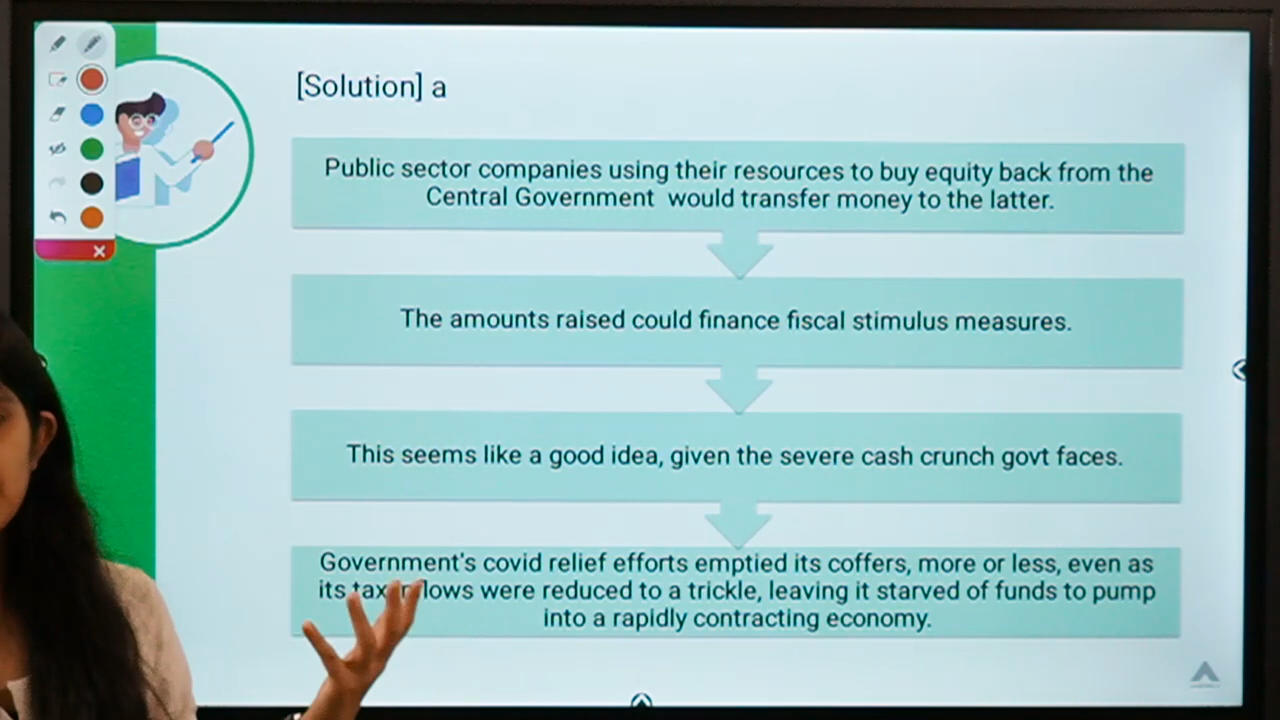 [Solution] a
Public sector companies using their resources to buy equity back from the
Central Government would transfer money to the latter.
The amounts raised could finance fiscal stimulus measures.
This seems like a good idea, given the severe cash crunch govt faces.
Government's covid relief efforts emptied its coffers, more or less, even as
its tax flows were reduced to a trickle, leaving it starved of funds to pump
into a rapidly contracting economy.